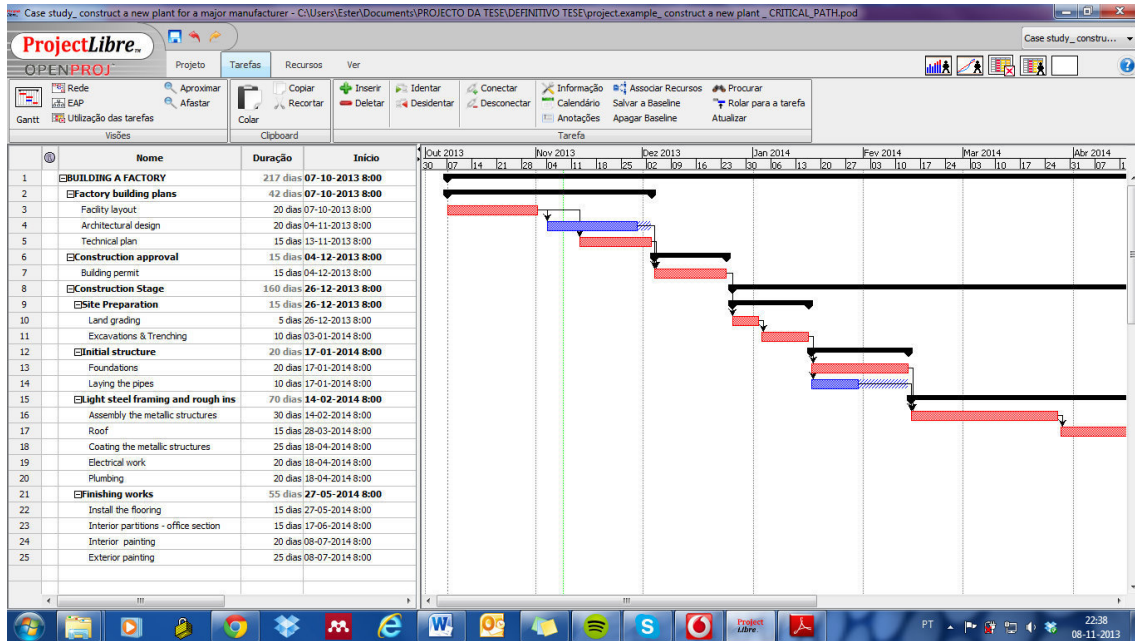 Case study_ construct a new plant for a major manufacturer - C:\Users\Ester\Documents\PROJECTO DA TESE\DEFINITIVO TESE\project.example_ construct a new plant _ CRITICAL_PATH.pod
ProjectLibre™
OPENPROJ
Case study_ constru...
Projeto Tarefas Recursos Ver
Rede Aproximar Copiar Inserir Identar Conectar Informação Associar Recursos Procurar
EAP Afastar Recortar Deletar Desidentar Desconectar Calendário Salvar a Baseline Rolar para a tarefa
Gantt Utilização das tarefas Colar Anotações Apagar Baseline Atualizar
Visões Clipboard Tarefa
Nome Duração Início
Out 2013 Nov 2013 Dez 2013 Jan 2014 Fev 2014 Mar 2014 Abr 2014
30 07 14 21 28 04 11 18 25 02 09 16 23 30 06 13 20 27 03 10 17 24 03 10 17 24 31 07 1
1 BUILDING A FACTORY 217 dias 07-10-2013 8:00
2 Factory building plans 42 dias 07-10-2013 8:00
3 Facility layout 20 dias 07-10-2013 8:00
4 Architectural design 20 dias 04-11-2013 8:00
5 Technical plan 15 dias 13-11-2013 8:00
6 Construction approval 15 dias 04-12-2013 8:00
7 Building permit 15 dias 04-12-2013 8:00
8 Construction Stage 160 dias 26-12-2013 8:00
9 Site Preparation 15 dias 26-12-2013 8:00
10 Land grading 5 dias 26-12-2013 8:00
11 Excavations & Trenching 10 dias 03-01-2014 8:00
12 Initial structure 20 dias 17-01-2014 8:00
13 Foundations 20 dias 17-01-2014 8:00
14 Laying the pipes 10 dias 17-01-2014 8:00
15 Light steel framing and rough ins 70 dias 14-02-2014 8:00
16 Assembly the metallic structures 30 dias 14-02-2014 8:00
17 Roof 15 dias 28-03-2014 8:00
18 Coating the metallic structures 25 dias 18-04-2014 8:00
19 Electrical work 20 dias 18-04-2014 8:00
20 Plumbing 20 dias 18-04-2014 8:00
21 Finishing works 55 dias 27-05-2014 8:00
22 Install the flooring 15 dias 27-05-2014 8:00
23 Interior partitions - office section 15 dias 17-06-2014 8:00
24 Interior painting 20 dias 08-07-2014 8:00
25 Exterior painting 25 dias 08-07-2014 8:00
Project
Libre
PT
22:38
08-11-2013